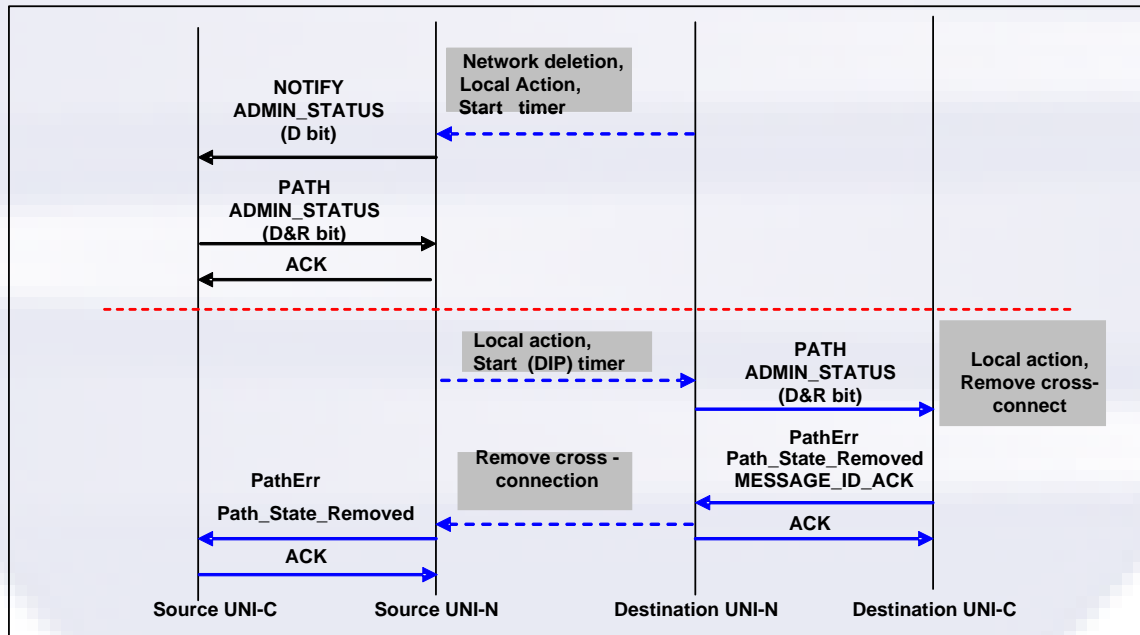 Network deletion,
Local Action,
Start timer
NOTIFY
ADMIN_STATUS
(D bit)
PATH
ADMIN_STATUS
(D&R bit)
ACK
Local action,
Start (DIP) timer
PATH
ADMIN_STATUS
(D&R bit)
Local action,
Remove cross-
connect
PathErr
Path_State_Removed
MESSAGE_ID_ACK
Remove cross -
connection
PathErr
Path_State_Removed
ACK
ACK
Source UNI-C
Source UNI-N
Destination UNI-N
Destination UNI-C